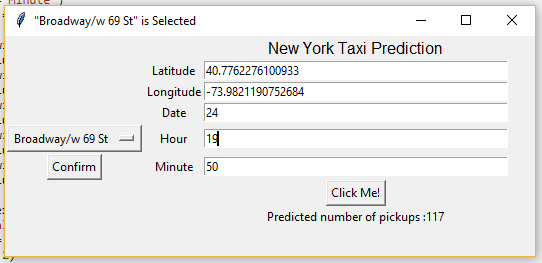 Minute")
"Broadway/w 69 St" is Selected
New York Taxi Prediction
Latitude 40.7762276100933
Longitude -73.9821190752684
Date 24
Broadway/w 69 St Hour 19
Confirm Minute 50
Click Me!
Predicted number of pickups :117